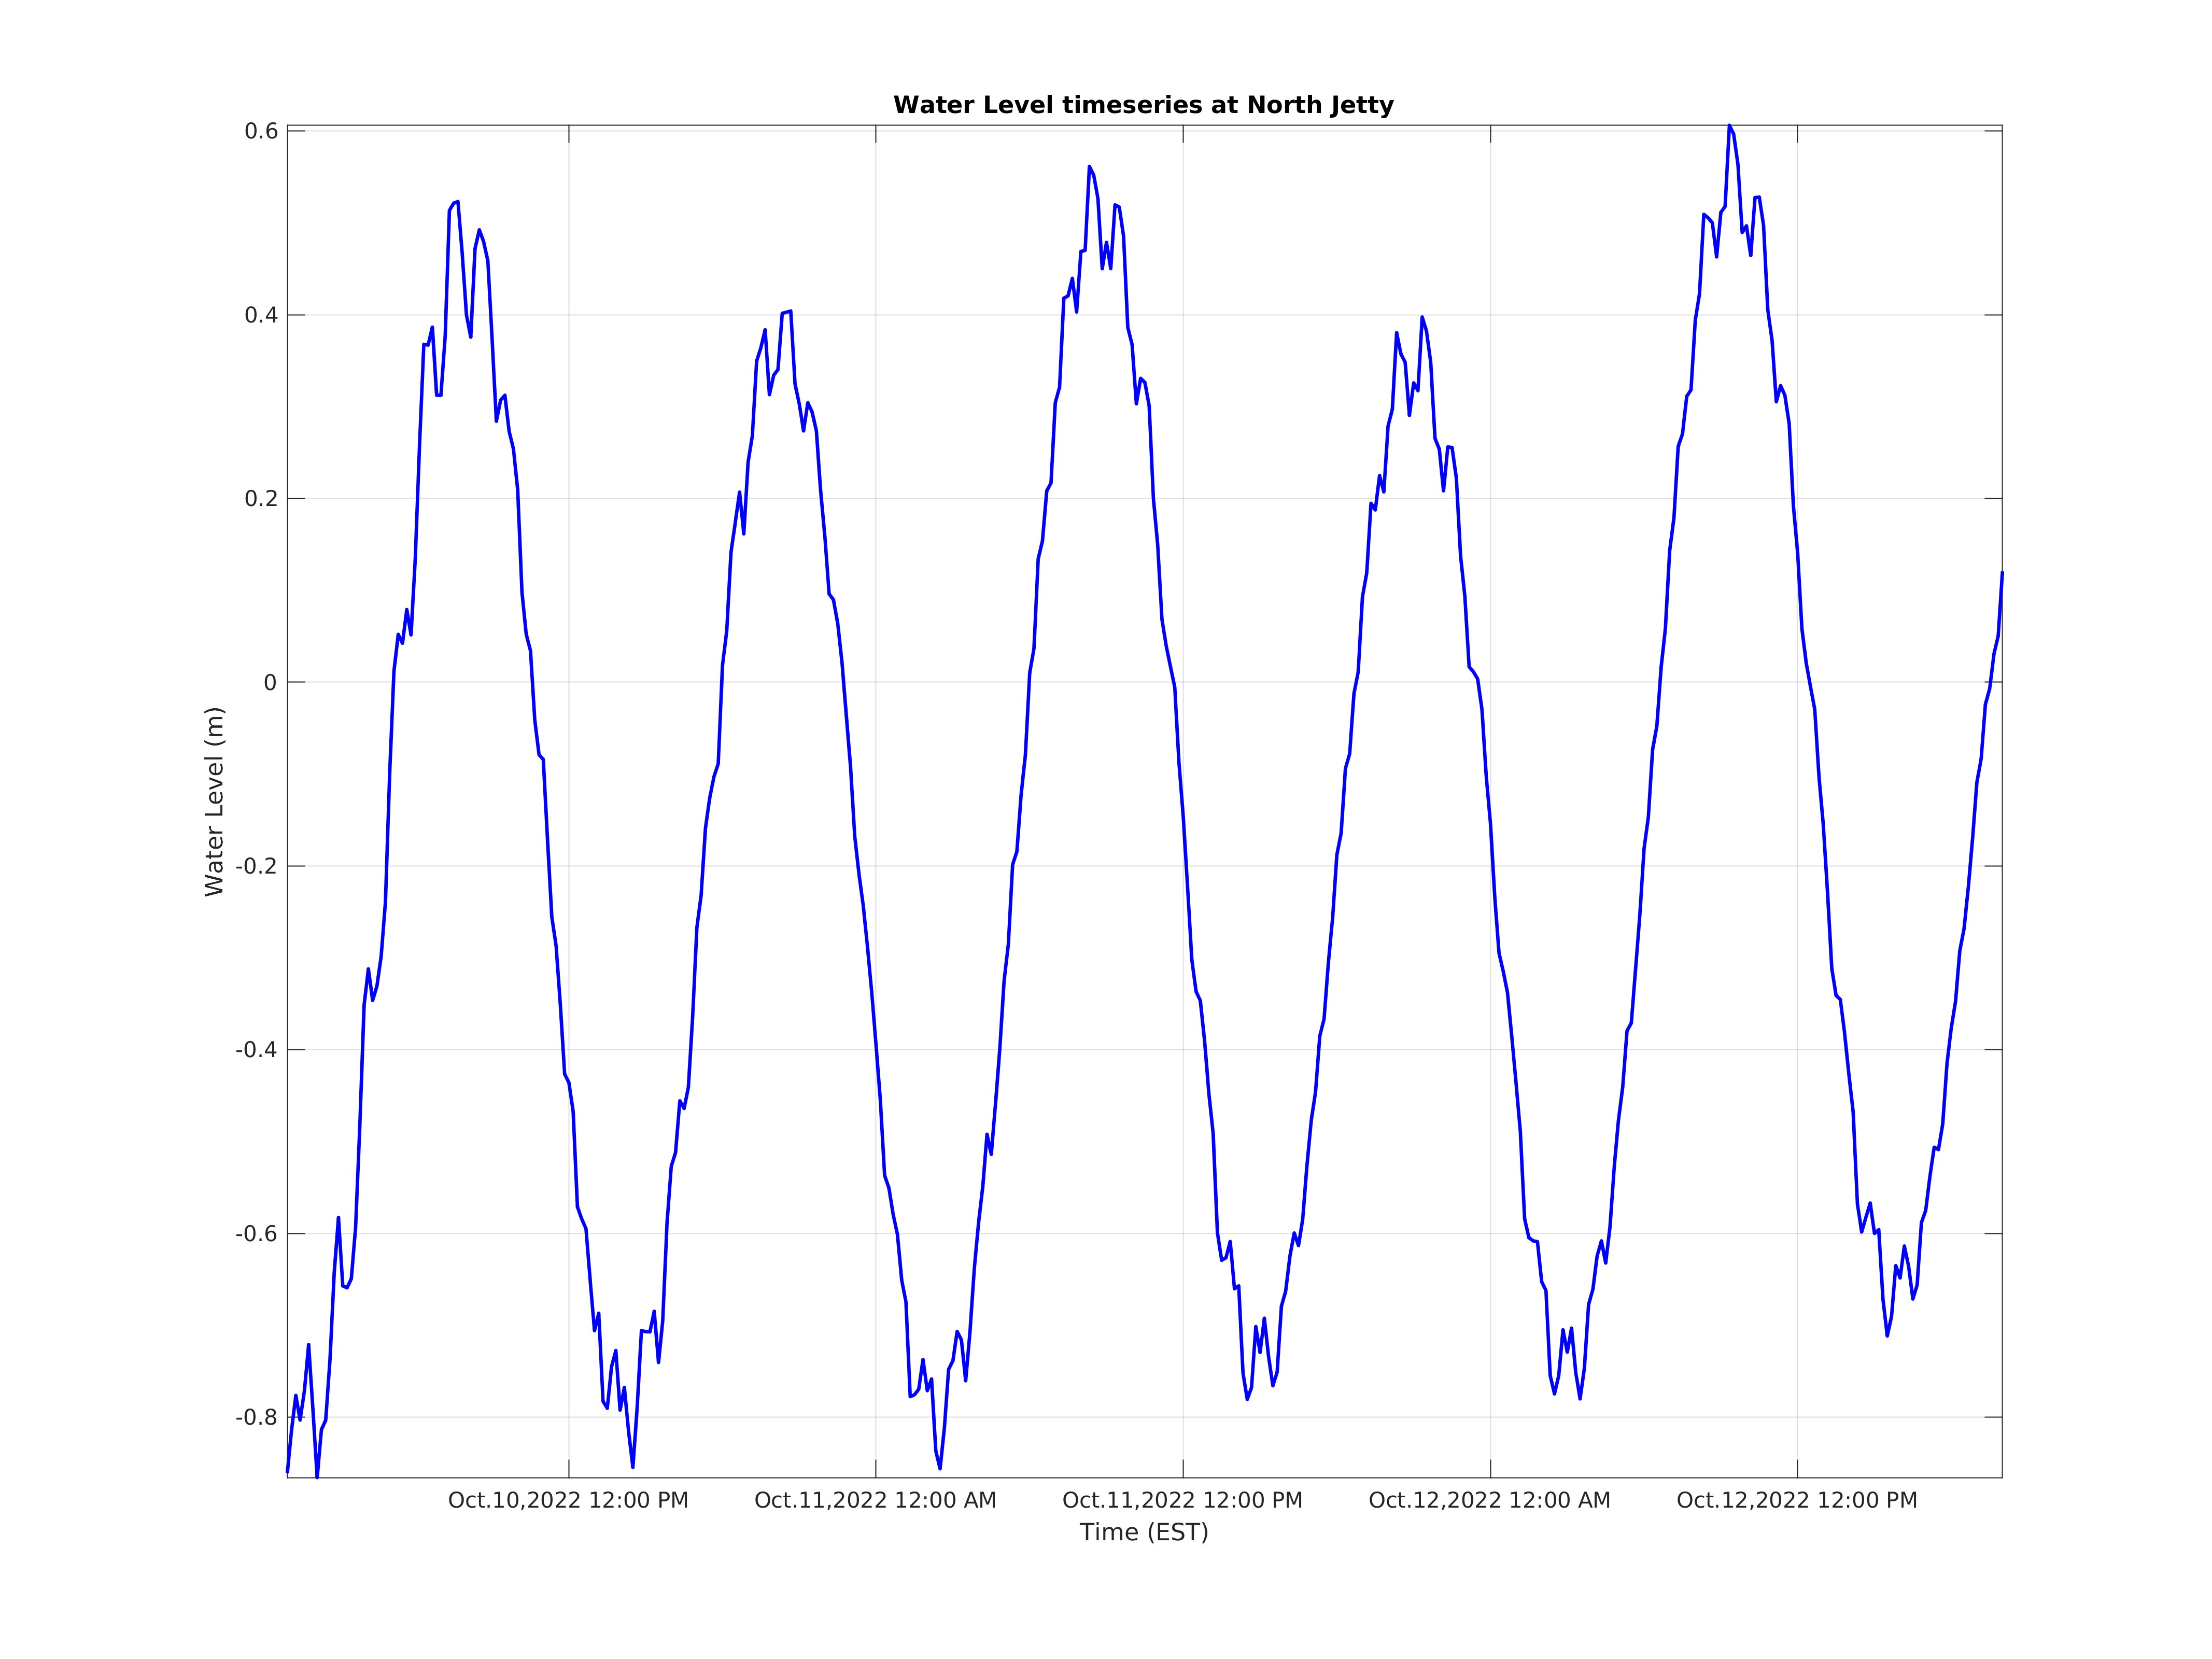 Water Level timeseries at North Jetty
0.6
0.4
0.2
0
-0.2
-0.4
-0.6
-0.8
Water Level (m)
Oct.10,2022 12:00 PM
Oct.11,2022 12:00 AM
Oct.11,2022 12:00 PM
Oct.12,2022 12:00 AM
Oct.12,2022 12:00 PM
Time (EST)